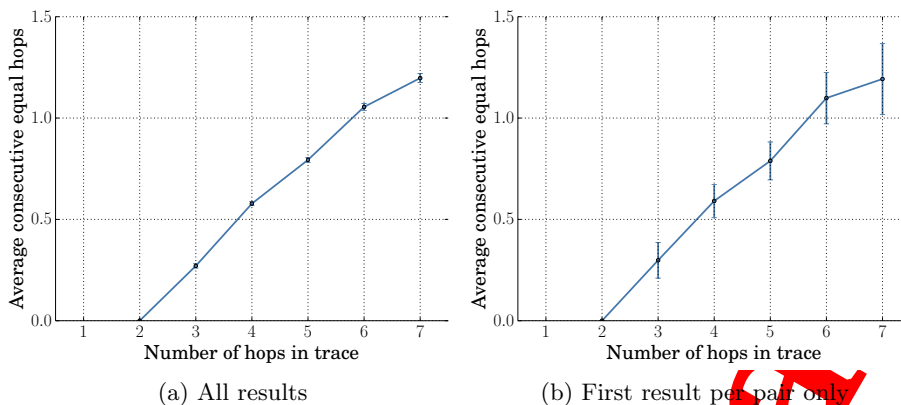 1.5
1.0
0.5
0.0
Average consecutive equal hops
1 2 3 4 5 6 7
Number of hops in trace
(a) All results
1.5
1.0
0.5
0.0
Average consecutive equal hops
1 2 3 4 5 6 7
Number of hops in trace
(b) First result per pair only